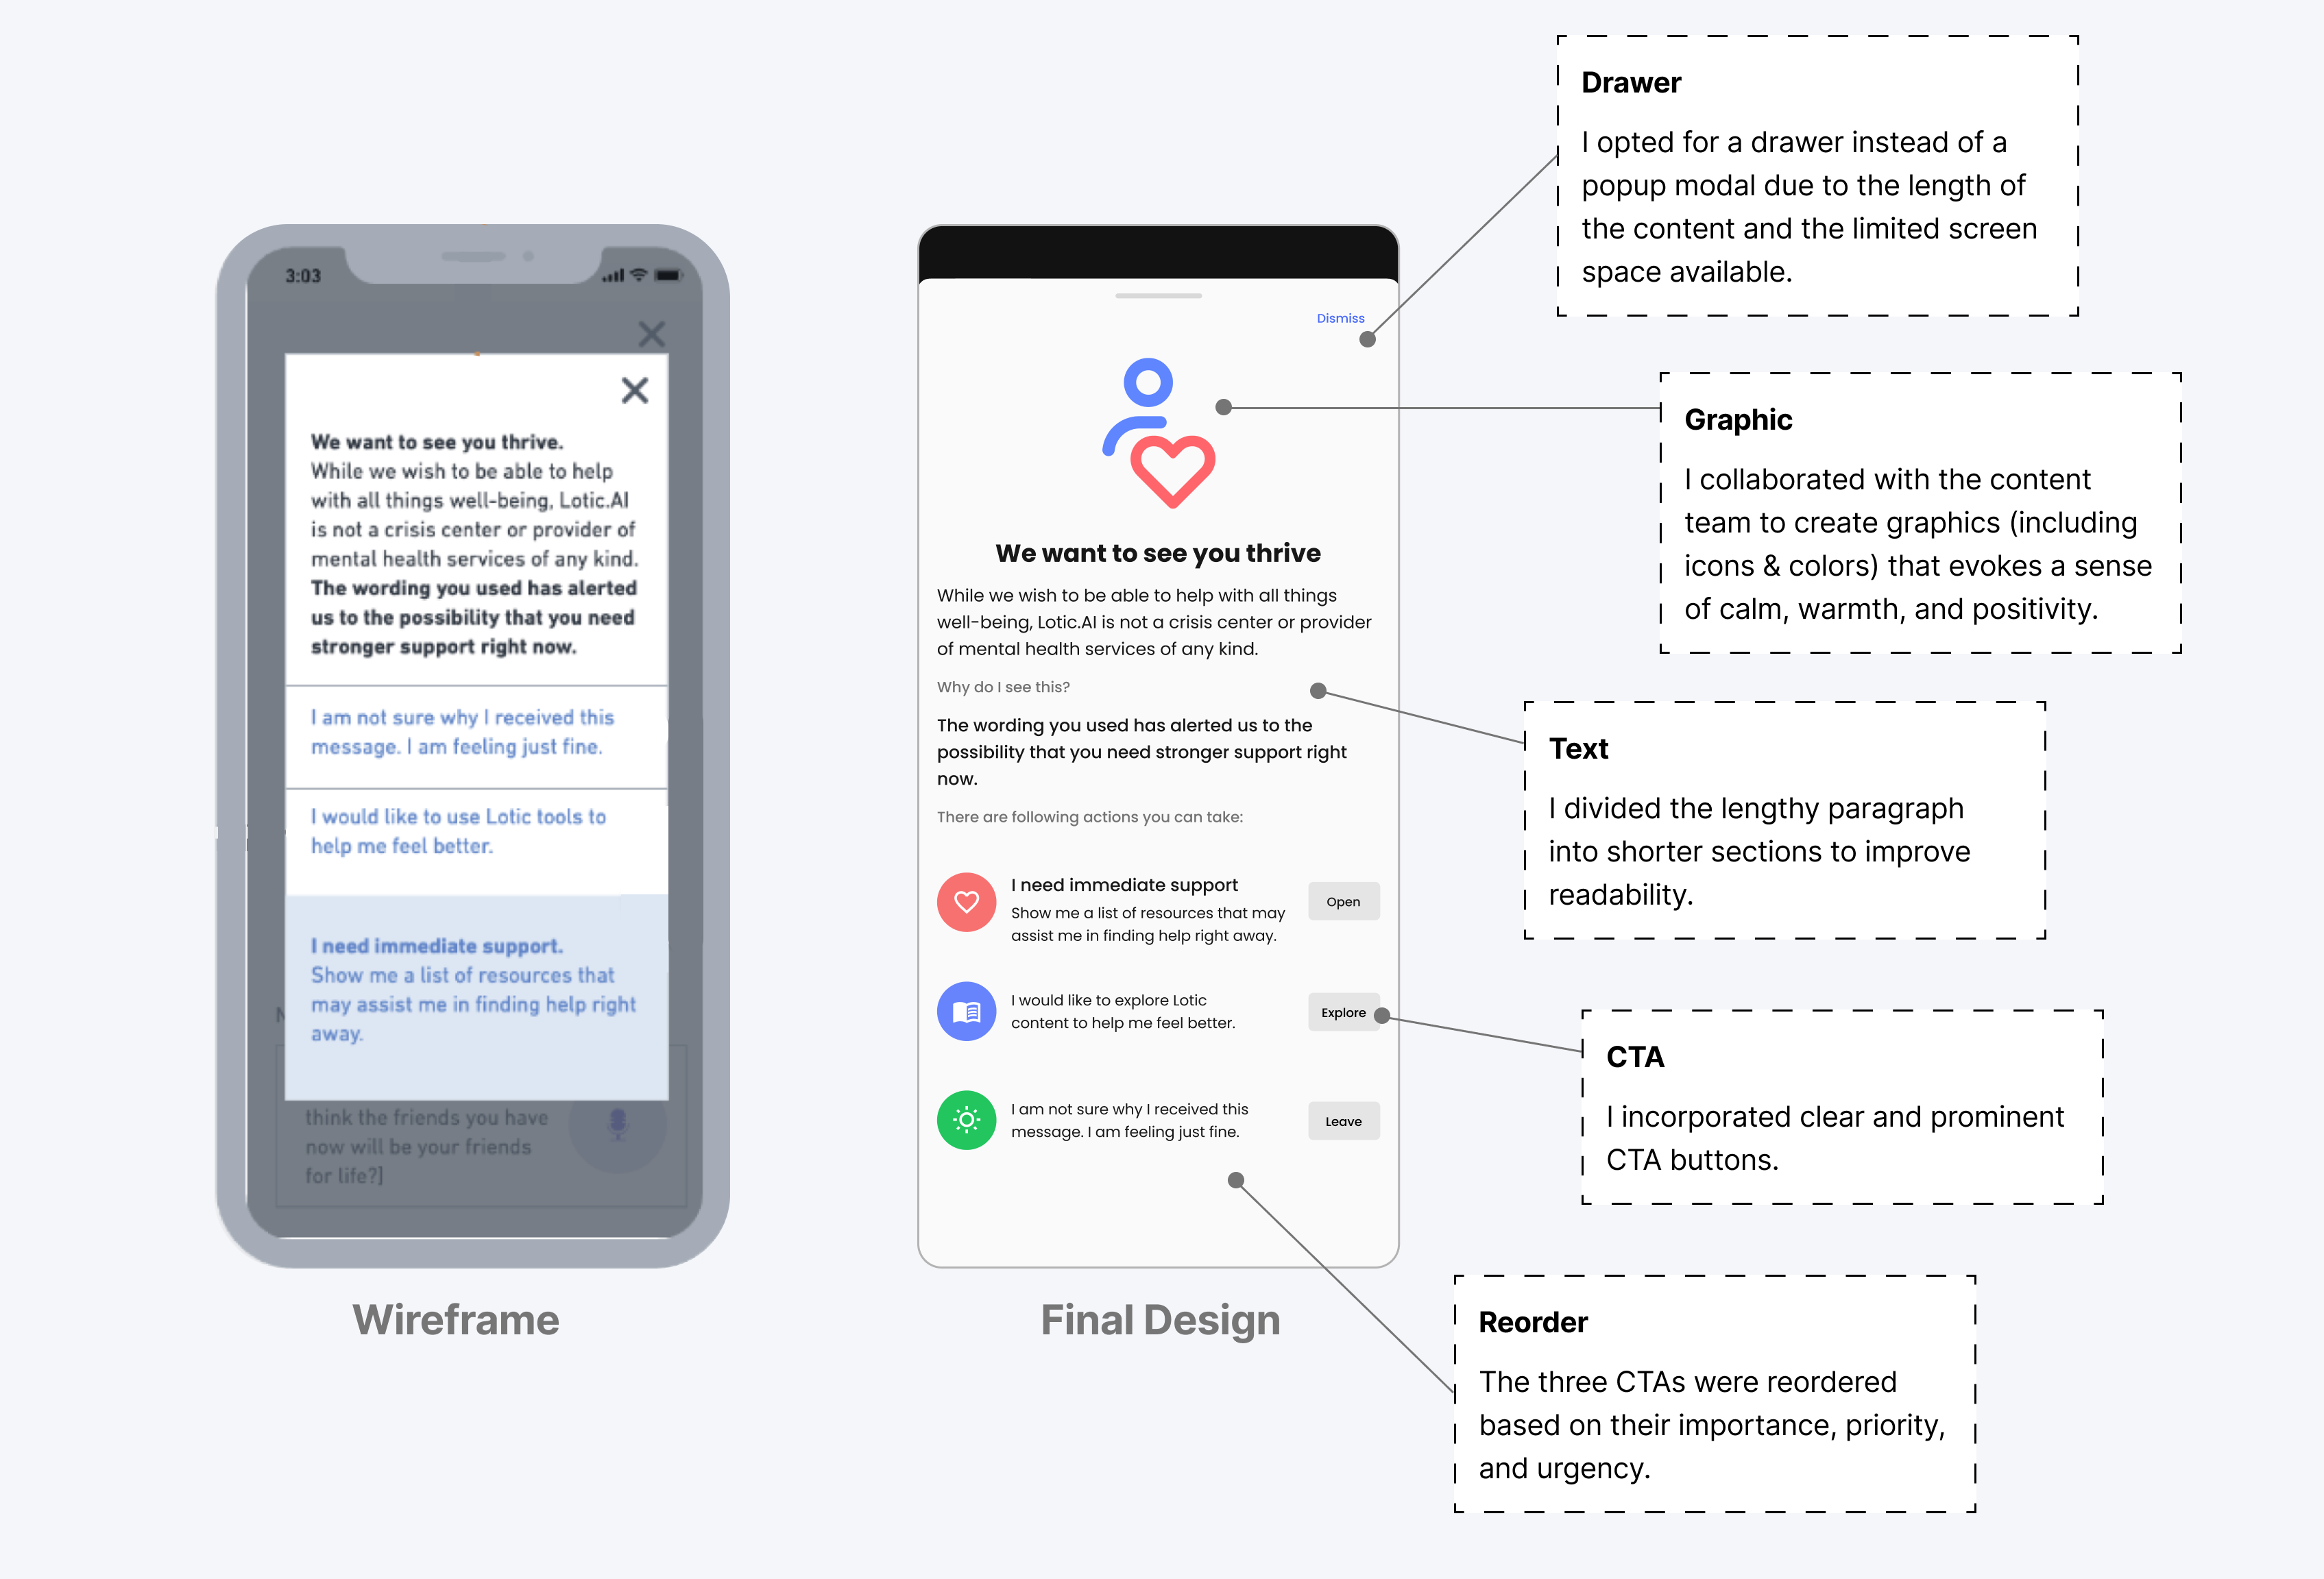 3:03
We want to see you thrive.
While we wish to be able to help
with all things well-being, Lotic.AI
is not a crisis center or provider of
mental health services of any kind.
The wording you used has alerted
us to the possibility that you need
stronger support right now.
I am not sure why I received this
message. I am feeling just fine.
I would like to use Lotic tools to
help me feel better.
I need immediate support.
Show me a list of resources that
may assist me in finding help right
away.
N
think the friends you have
now will be your friends
for life?]
Wireframe
Dismiss
We want to see you thrive
While we wish to be able to help with all things
well-being, Lotic.AI is not a crisis center or provider
of mental health services of any kind.
Why do I see this?
The wording you used has alerted us to the
possibility that you need stronger support right
now.
There are following actions you can take:
I need immediate support
Show me a list of resources that may
assist me in finding help right away.
Open
I would like to explore Lotic
content to help me feel better.
Explore
I am not sure why I received this
message. I am feeling just fine.
Leave
Final Design
Drawer
I opted for a drawer instead of a
popup modal due to the length of
the content and the limited screen
space available.
Graphic
I collaborated with the content
team to create graphics (including
icons & colors) that evokes a sense
of calm, warmth, and positivity.
Text
I divided the lengthy paragraph
into shorter sections to improve
readability.
CTA
I incorporated clear and prominent
CTA buttons.
Reorder
The three CTAs were reordered
based on their importance, priority,
and urgency.